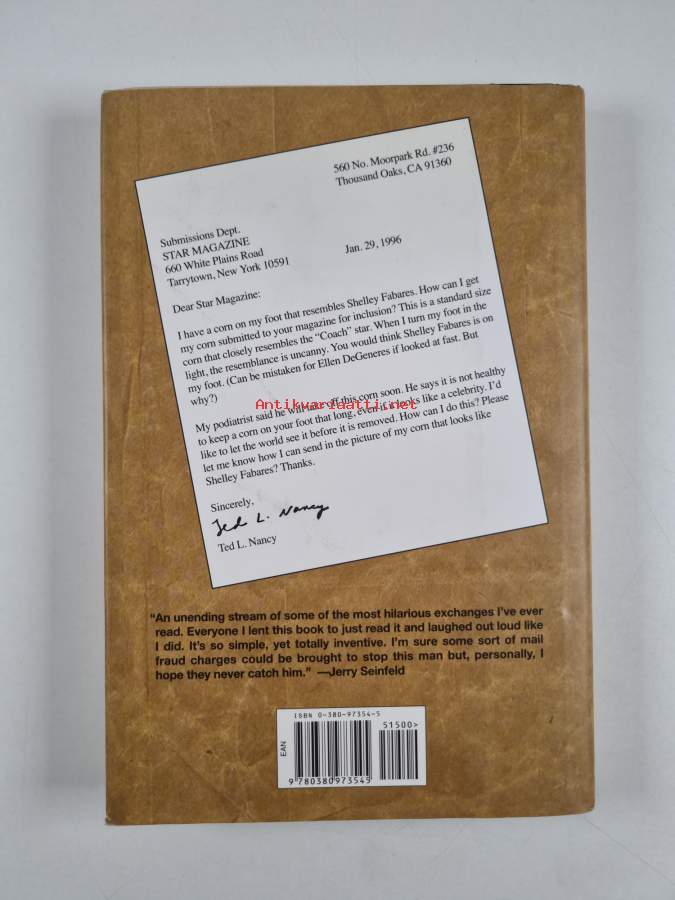 560 No. Moorpark Rd. #236
Thousand Oaks, CA 91360
Submissions Dept.
STAR MAGAZINE
660 White Plains Road
Tarrytown, New York 10591
Jan. 29, 1996
Dear Star Magazine:
I have a corn on my foot that resembles Shelley Fabares. How can I get
my corn submitted to your magazine for inclusion? This is a standard size
corn that closely resembles the “Coach” star. When I turn my foot in the
light, the resemblance is uncanny. You would think Shelley Fabares is on
my foot. (Can be mistaken for Ellen DeGeneres if looked at fast. But
why?)
Antikvariaatti.net
My podiatrist said he will off this corn soon. He says it is not healthy
to keep a corn on your foot that long, even if it looks like a celebrity. I’d
like to let the world see it before it is removed. How can I do this? Please
let me know how I can send in the picture of my corn that looks like
Shelley Fabares? Thanks.
Sincerely,
Ted L. Nancy
Ted L. Nancy
“An unending stream of some of the most hilarious exchanges I’ve ever
read. Everyone I lent this book to just read it and laughed out loud like
I did. It’s so simple, yet totally inventive. I’m sure some sort of mail
fraud charges could be brought to stop this man but, personally, I
hope they never catch him.” —Jerry Seinfeld
ISBN 0-380-97354-5
51500>
EAN
9 780380 973545